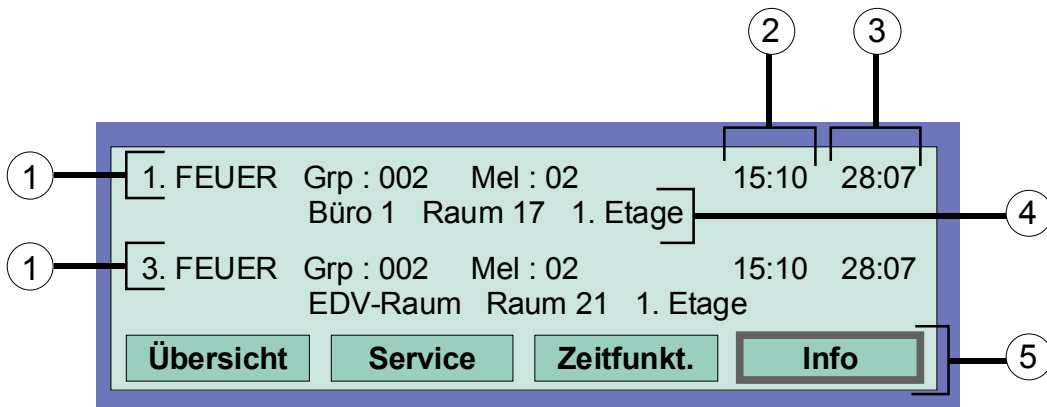 2 3
1 1. FEUER Grp : 002 Mel : 02 15:10 28:07
Büro 1 Raum 17 1. Etage 4
1 3. FEUER Grp : 002 Mel : 02 15:10 28:07
EDV-Raum Raum 21 1. Etage
Übersicht Service Zeitfunkt. Info 5